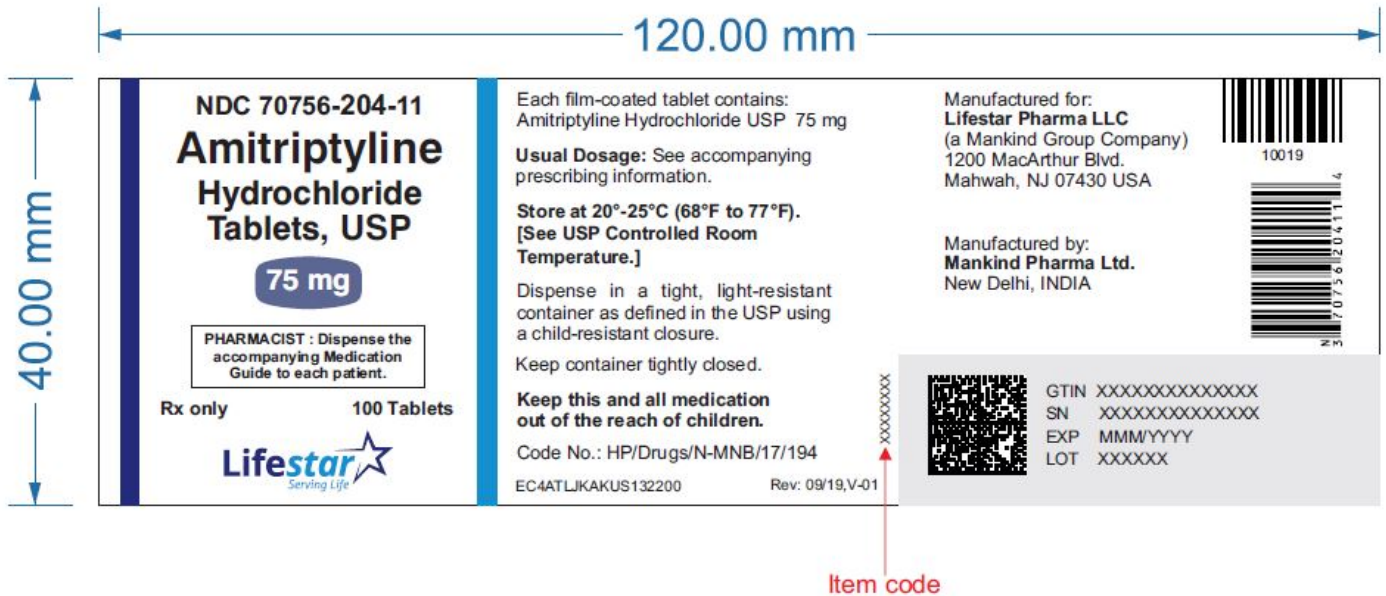 120.00 mm
40.00 mm
NDC 70756-204-11
Amitriptyline
Hydrochloride
Tablets, USP
75 mg
PHARMACIST : Dispense the
accompanying Medication
Guide to each patient.
Rx only 100 Tablets
Lifestar
Serving Life
Each film-coated tablet contains:
Amitriptyline Hydrochloride USP 75 mg
Usual Dosage: See accompanying
prescribing information.
Store at 20°-25°C (68°F to 77°F).
[See USP Controlled Room
Temperature.]
Dispense in a tight, light-resistant
container as defined in the USP using
a child-resistant closure.
Keep container tightly closed.
Keep this and all medication
out of the reach of children.
Code No.: HP/Drugs/N-MNB/17/194
EC4ATLJKAKUS132200 Rev: 09/19,V-01
XXXXXXXX
Item code
Manufactured for:
Lifestar Pharma LLC
(a Mankind Group Company)
1200 MacArthur Blvd.
Mahwah, NJ 07430 USA
Manufactured by:
Mankind Pharma Ltd.
New Delhi, INDIA
10019
N 3 70756 20411 4
GTIN XXXXXXXXXXXXXX
SN XXXXXXXXXXXXXX
EXP MMM/YYYY
LOT XXXXXX